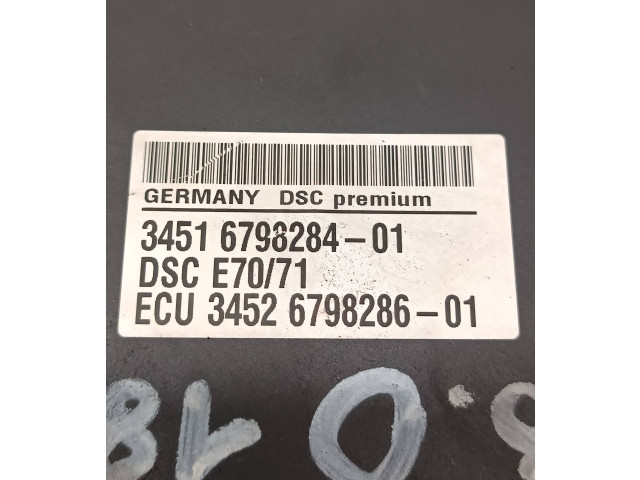 GERMANY DSC premium
3451 6798284-01
DSC E70/71
ECU 3452 6798286-01